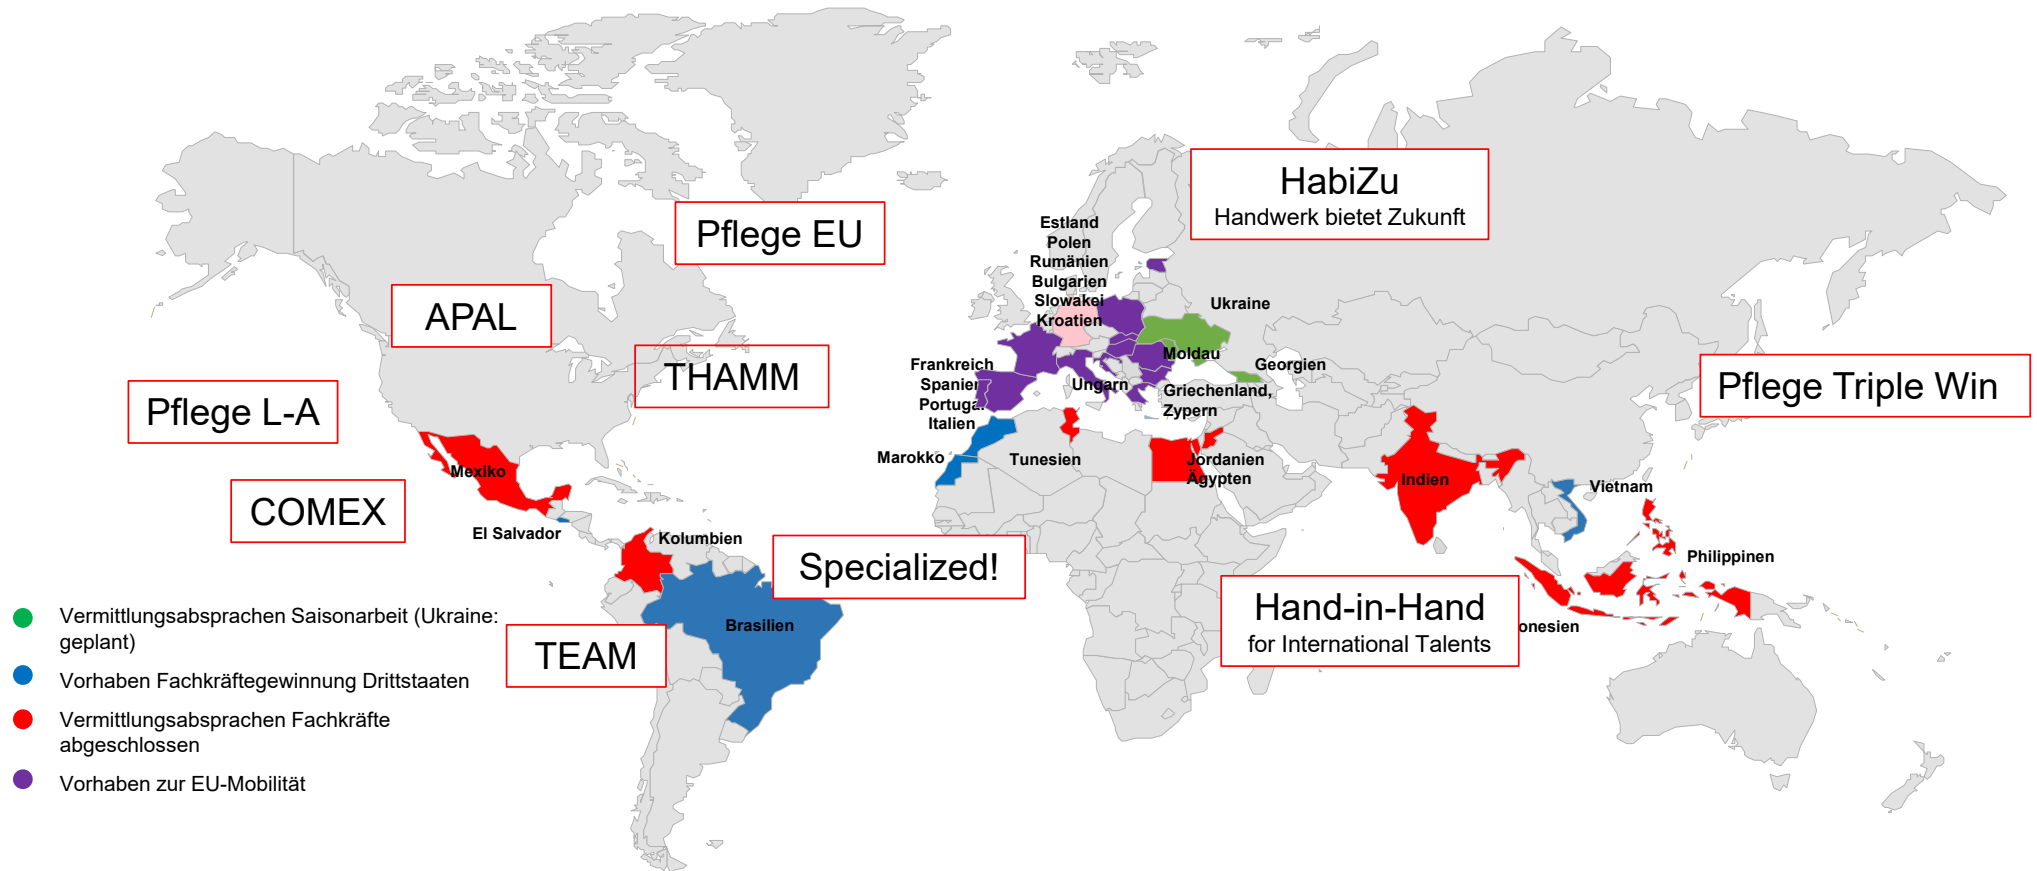 HabiZu
Handwerk bietet Zukunft
Pflege EU
Estland
Polen
Rumänien
Bulgarien
Slowakei
Kroatien
Ukraine
APAL
THAMM
Moldau
Georgien
Frankreich
Spanien
Portugal
Italien
Ungarn
Griechenland,
Zypern
Pflege Triple Win
Pflege L-A
Marokko
Tunesien
Jordanien
Ägypten
Mexiko
Indien
Vietnam
COMEX
El Salvador
Kolumbien
Philippinen
Specialized!
Hand-in-Hand
for International Talents
onesien
Brasilien
TEAM
Vermittlungsabsprachen Saisonarbeit (Ukraine:
geplant)
Vorhaben Fachkräftegewinnung Drittstaaten
Vermittlungsabsprachen Fachkräfte
abgeschlossen
Vorhaben zur EU-Mobilität